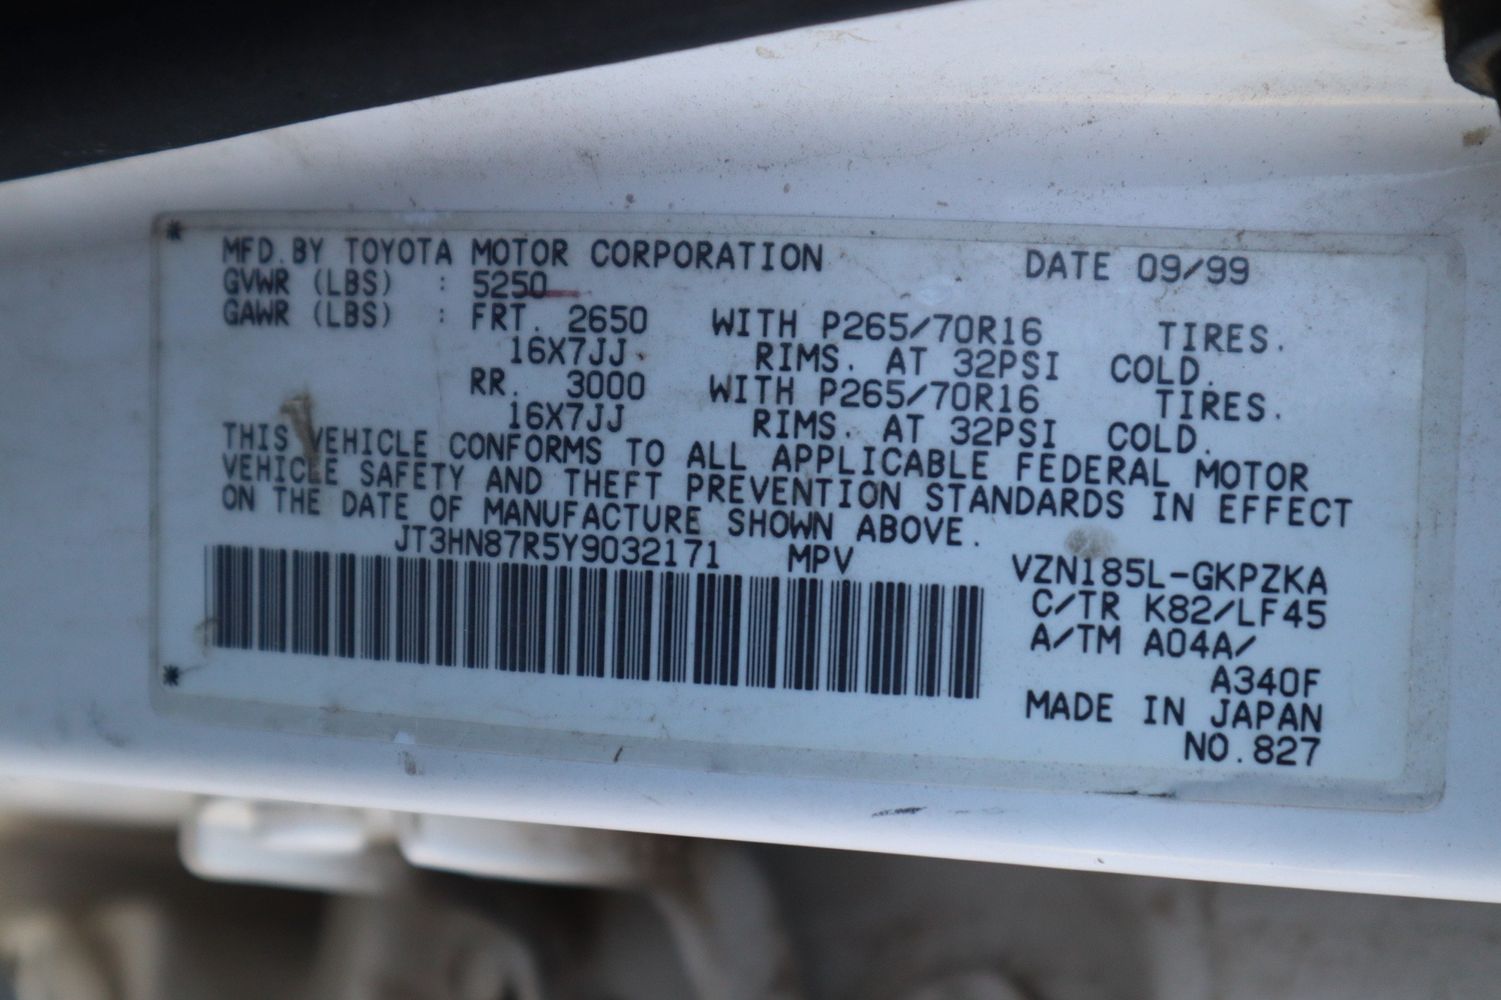 MFD. BY TOYOTA MOTOR CORPORATION DATE 09/99
GVWR (LBS) : 5250
GAWR (LBS) : FRT. 2650 WITH P265/70R16 TIRES.
16X7JJ. RIMS. AT 32PSI COLD.
RR. 3000 WITH P265/70R16 TIRES.
16X7JJ RIMS. AT 32PSI COLD.
THIS VEHICLE CONFORMS TO ALL APPLICABLE FEDERAL MOTOR
VEHICLE SAFETY AND THEFT PREVENTION STANDARDS IN EFFECT
ON THE DATE OF MANUFACTURE SHOWN ABOVE.
JT3HN87R5Y9032171 MPV VZN185L-GKPZKA
C/TR K82/LF45
A/TM A04A/
A340F
MADE IN JAPAN
NO.827